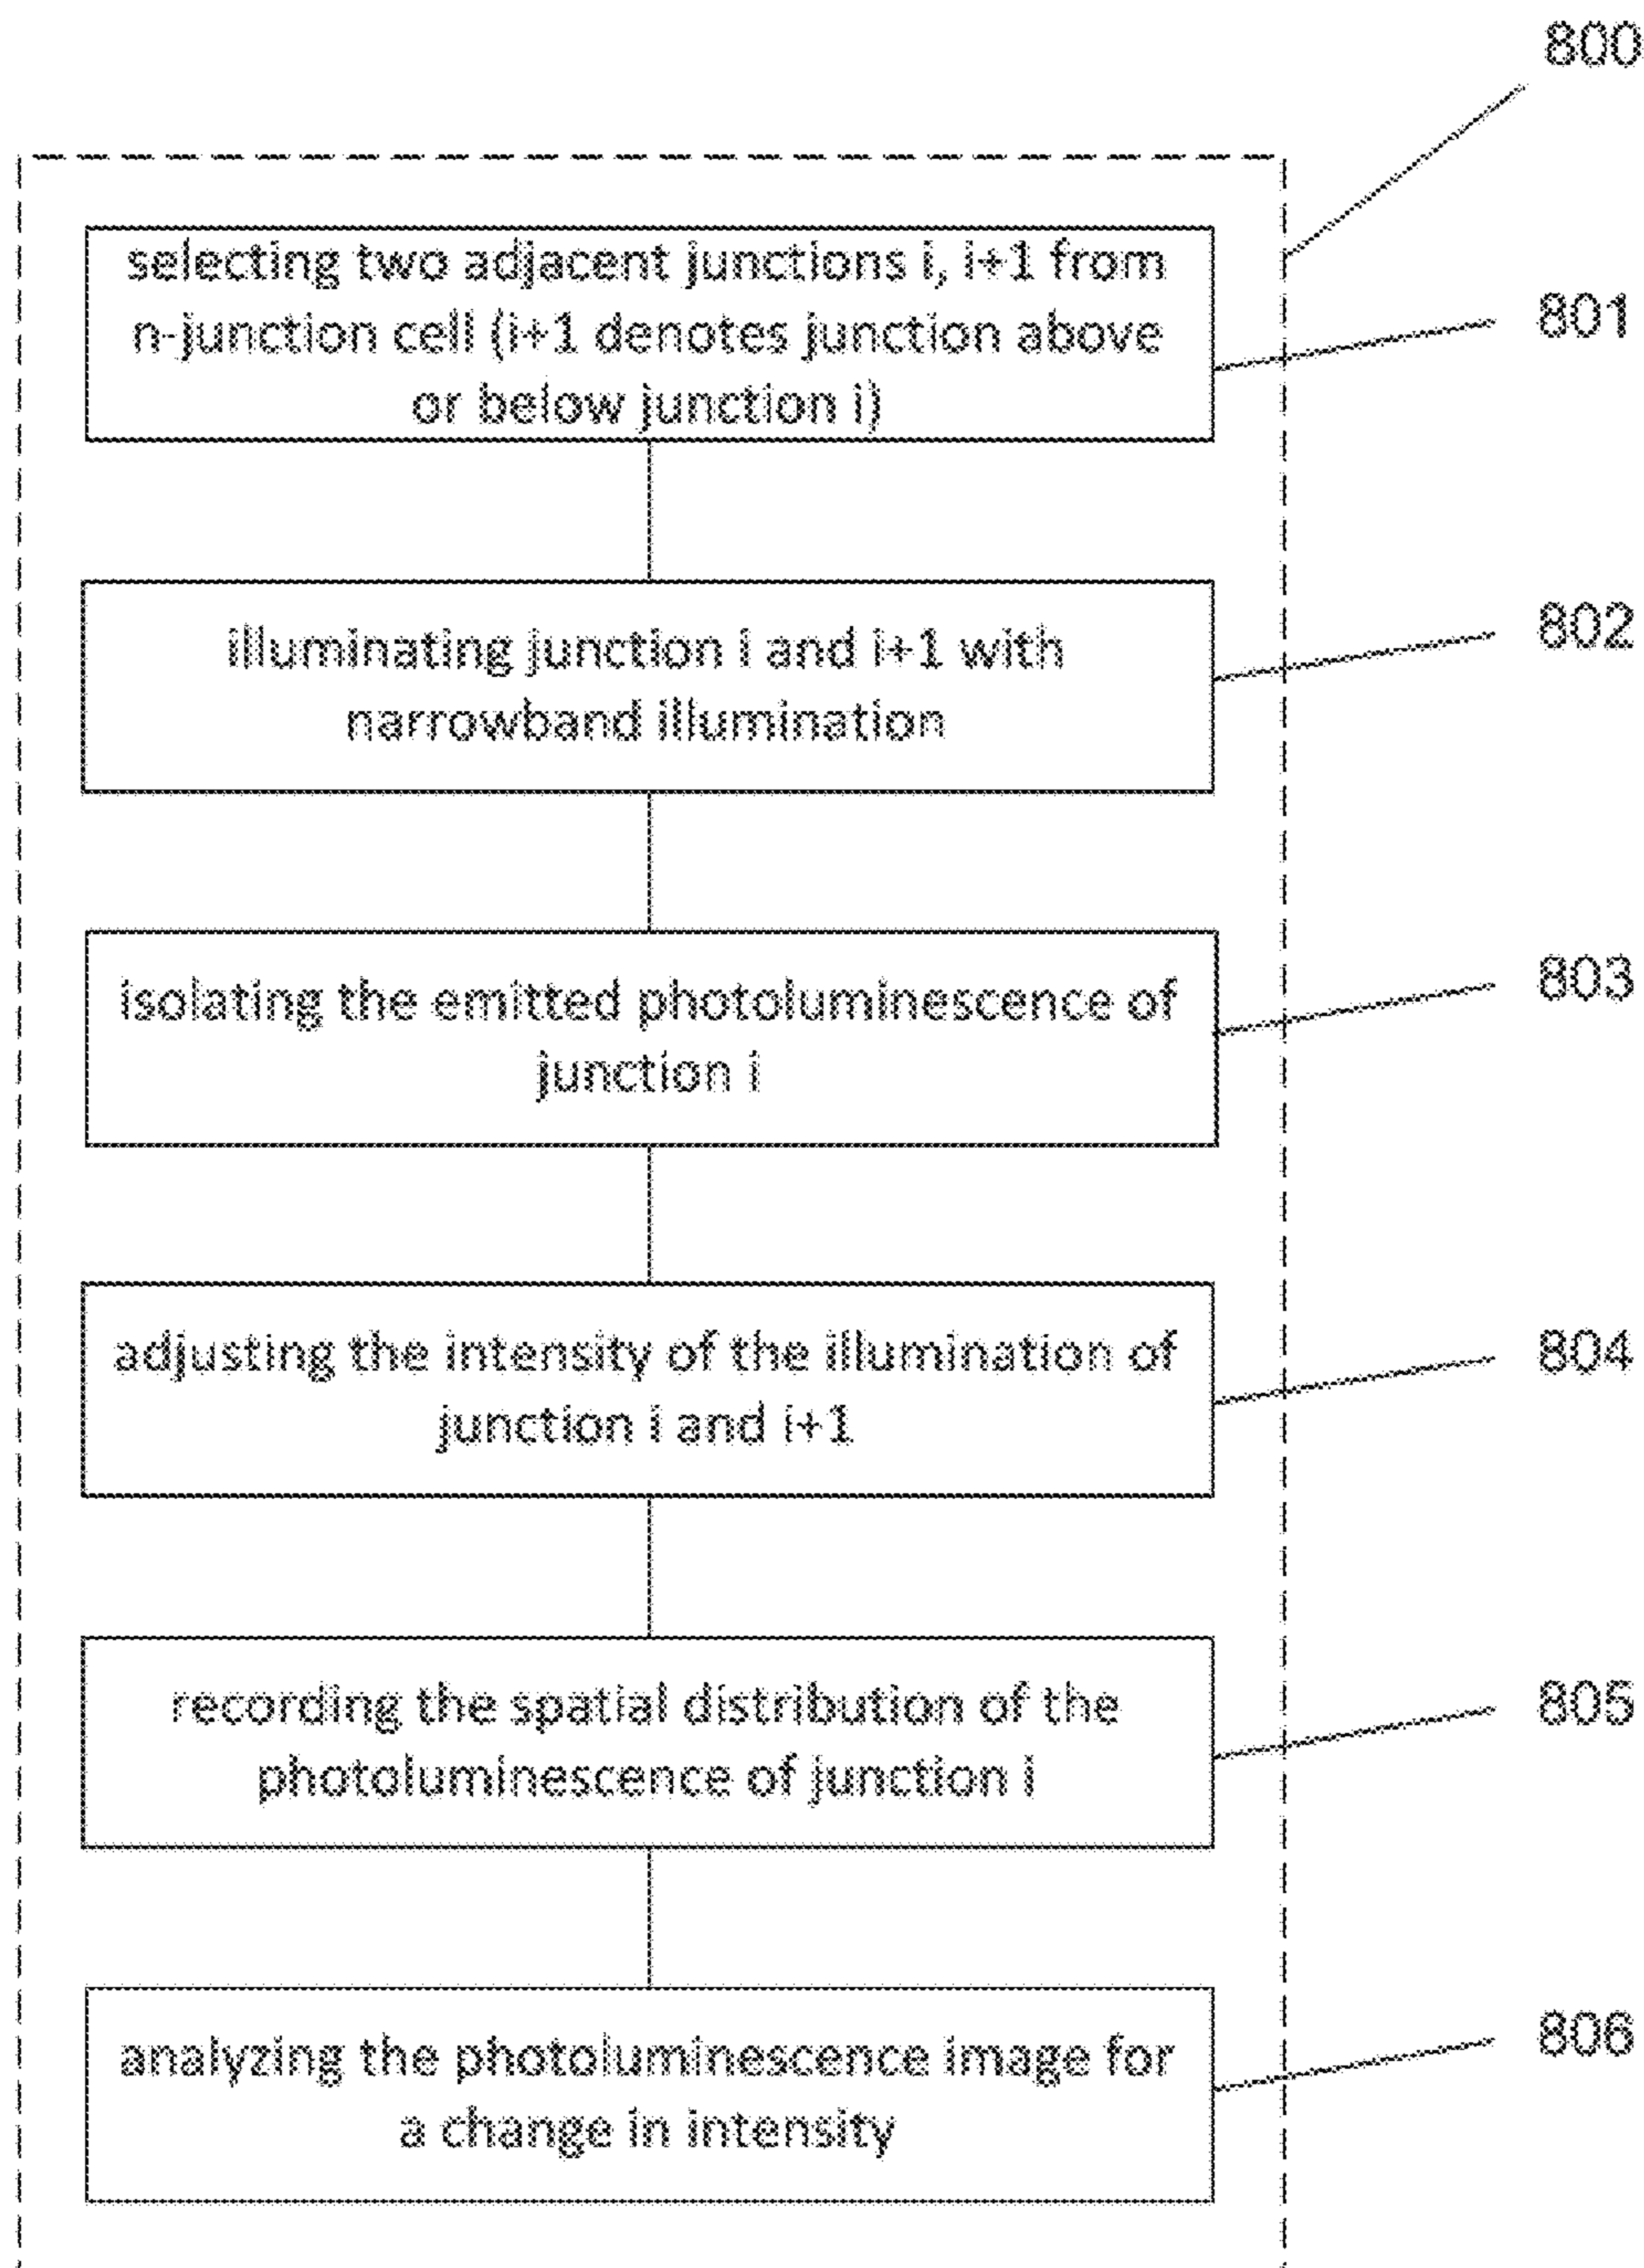 800
selecting two adjacent junctions i, i+1 from
n-junction cell (i+1 denotes junction above
or below junction i)
801
illuminating junction i and i+1 with
narrowband illumination
802
isolating the emitted photoluminescence of
junction i
803
adjusting the intensity of the illumination of
junction i and i+1
804
recording the spatial distribution of the
photoluminescence of junction i
805
analyzing the photoluminescence image for
a change in intensity
806